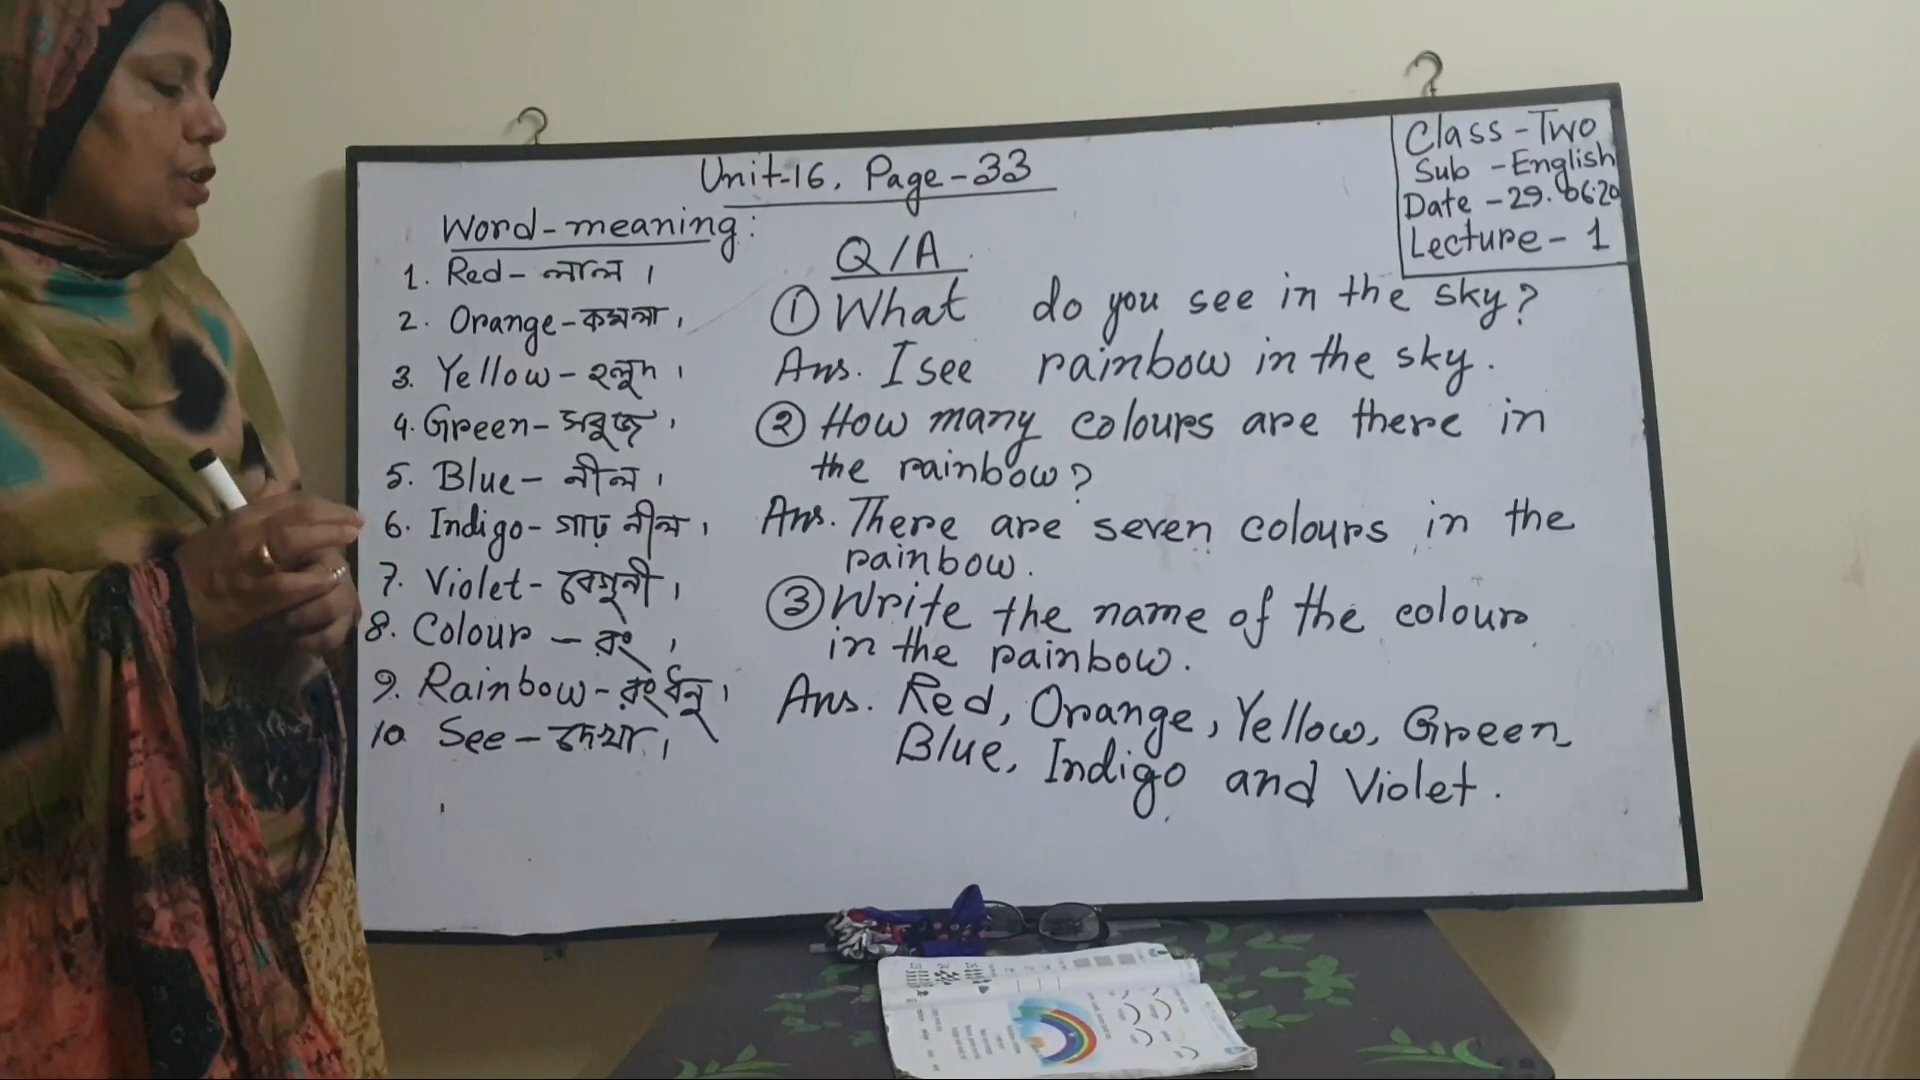 Unit-16, Page-33
Class-Two
Sub -English
Date -29.06.20
Lecture-1
Word-meaning:
1. Red-লাল।
2. Orange-কমলা।
3. Yellow-হলুদ।
4. Green-সবুজ।
5. Blue-নীল।
6. Indigo-গাঢ় নীল।
7. Violet-বেগুনী।
8. Colour-রং।
9. Rainbow-রংধনু।
10 See-দেখা।
Q/A
① What do you see in the sky?
Ans. I see rainbow in the sky.
② How many colours are there in
the rainbow?
Ans. There are seven colours in the
rainbow.
③ Write the name of the colours
in the rainbow.
Ans. Red, Orange, Yellow, Green,
Blue, Indigo and Violet.